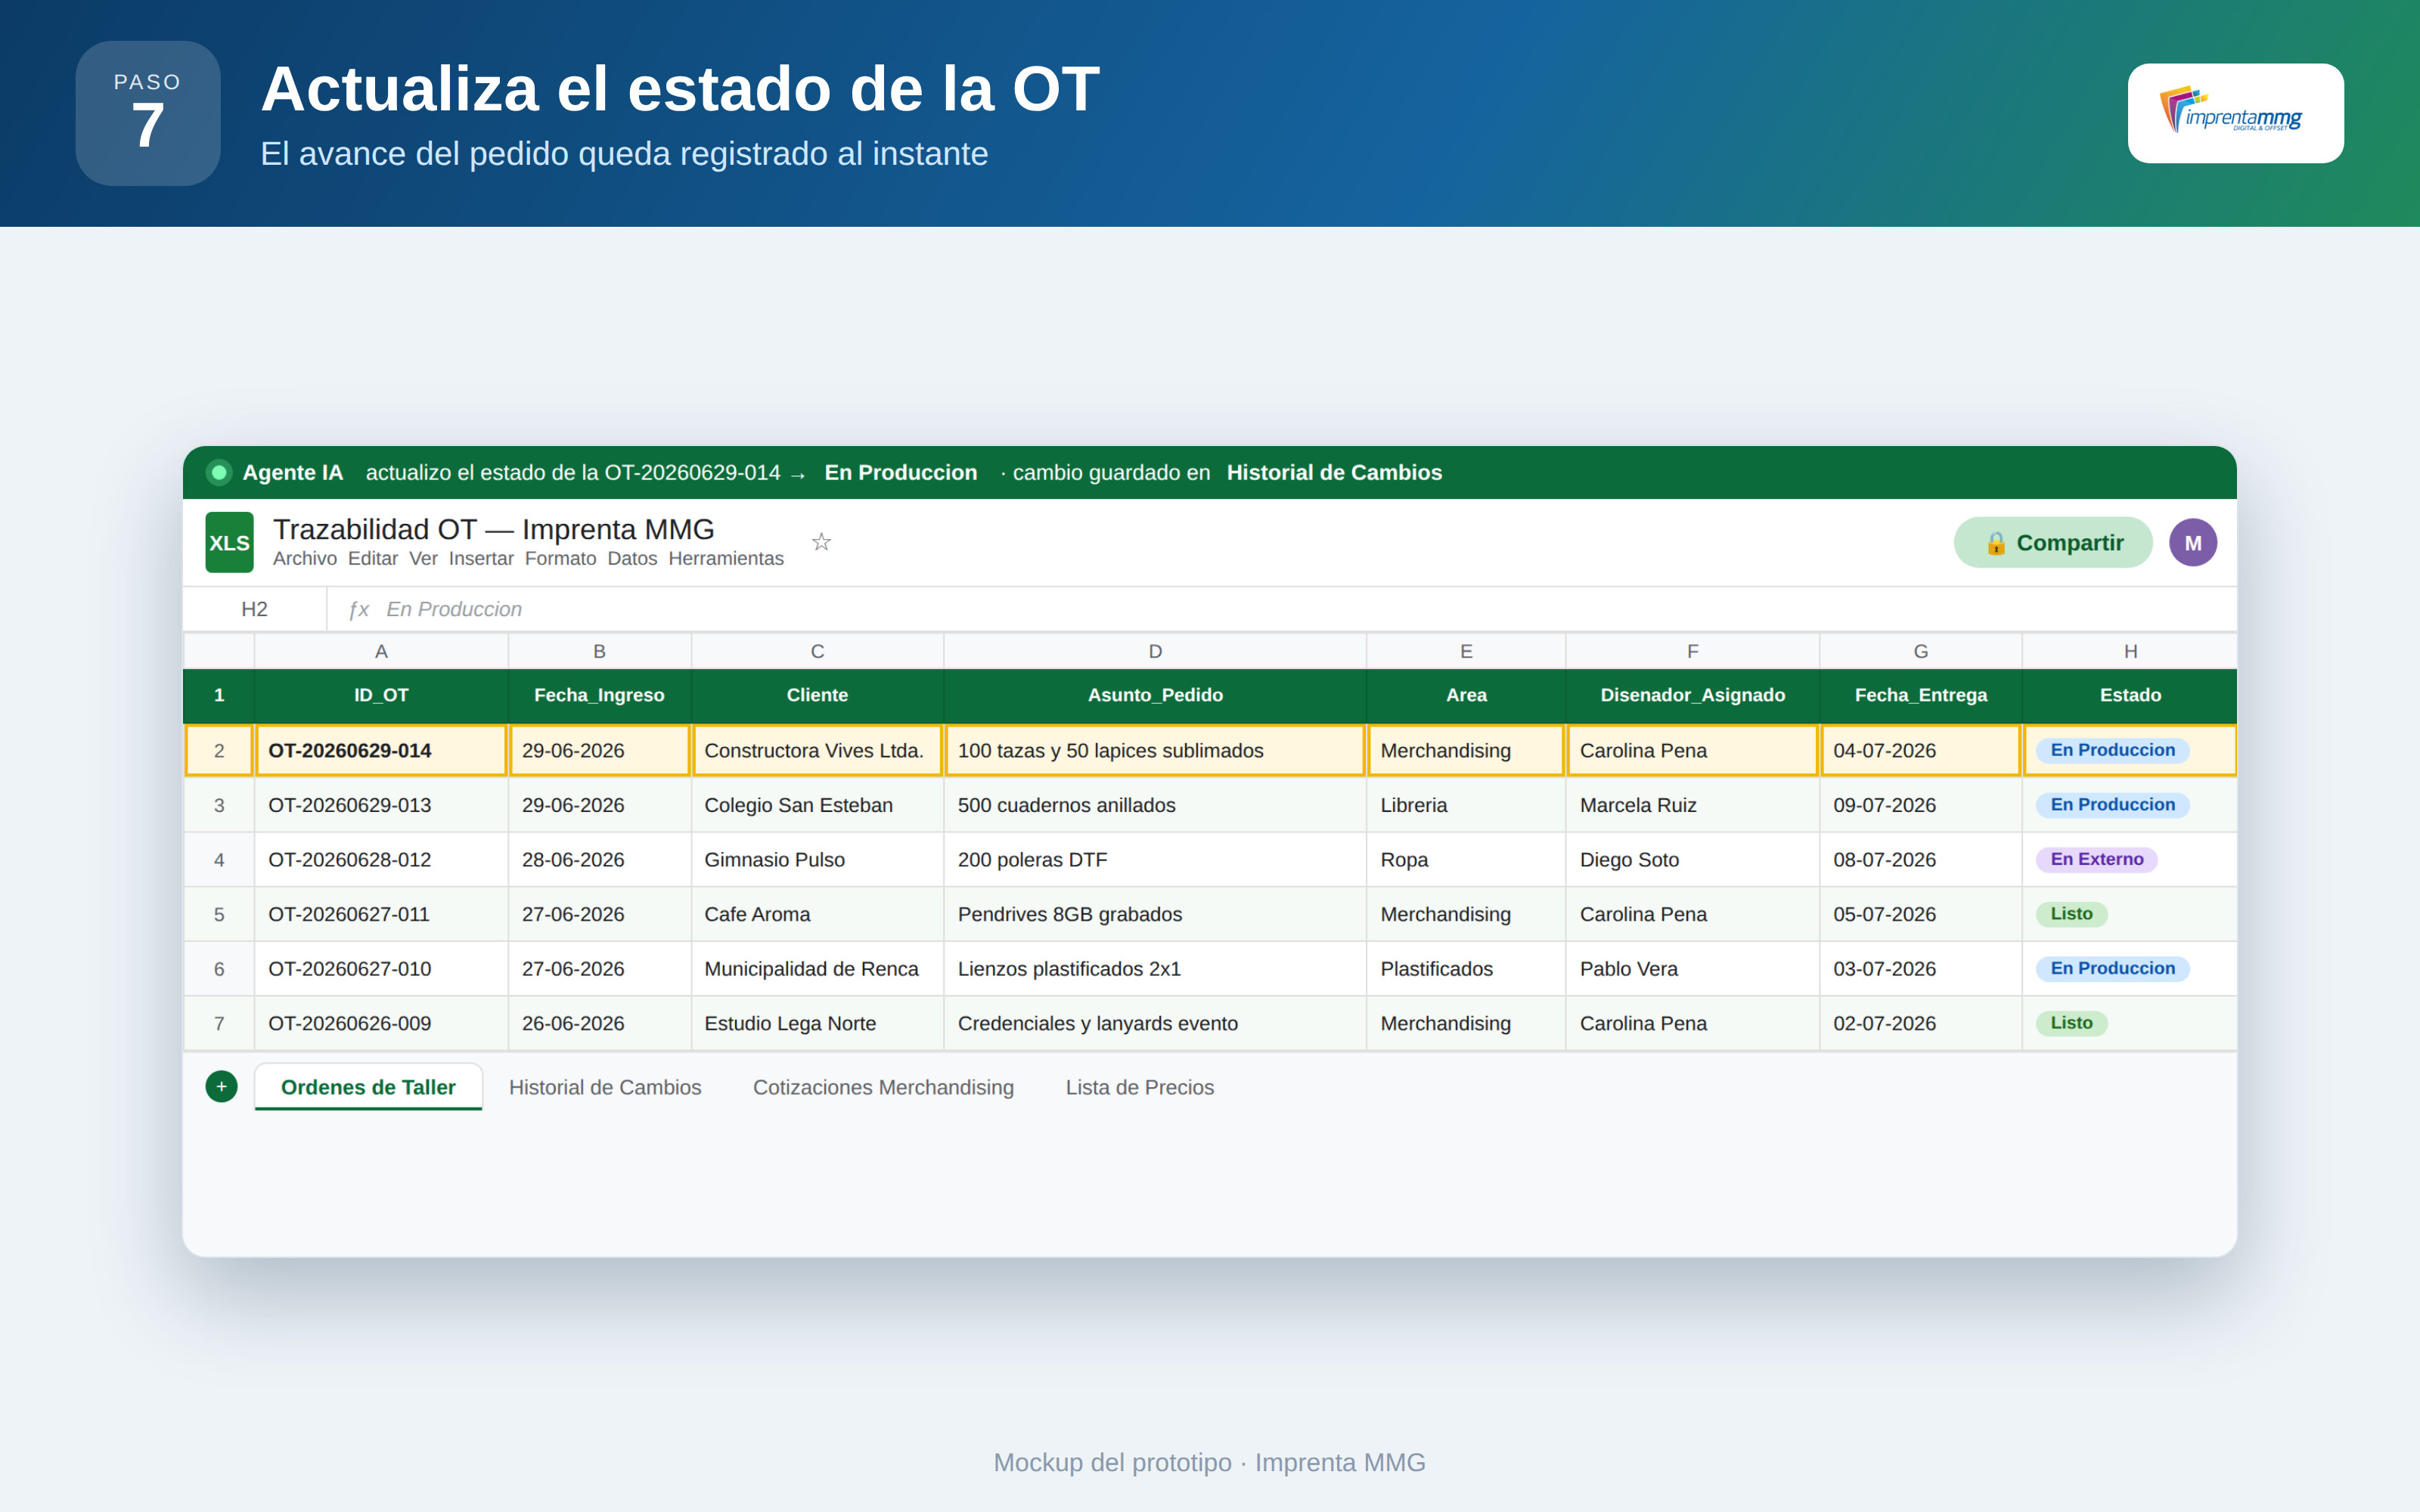 PASO
7
Actualiza el estado de la OT
El avance del pedido queda registrado al instante
imprentammg
DIGITAL & OFFSET
Agente IA actualizo el estado de la OT-20260629-014 → En Produccion · cambio guardado en Historial de Cambios
XLS
Trazabilidad OT — Imprenta MMG ☆
Archivo Editar Ver Insertar Formato Datos Herramientas
🔒 Compartir
M
H2 ƒx En Produccion
A B C D E F G H
1 ID_OT Fecha_Ingreso Cliente Asunto_Pedido Area Disenador_Asignado Fecha_Entrega Estado
2 OT-20260629-014 29-06-2026 Constructora Vives Ltda. 100 tazas y 50 lapices sublimados Merchandising Carolina Pena 04-07-2026 En Produccion
3 OT-20260629-013 29-06-2026 Colegio San Esteban 500 cuadernos anillados Libreria Marcela Ruiz 09-07-2026 En Produccion
4 OT-20260628-012 28-06-2026 Gimnasio Pulso 200 poleras DTF Ropa Diego Soto 08-07-2026 En Externo
5 OT-20260627-011 27-06-2026 Cafe Aroma Pendrives 8GB grabados Merchandising Carolina Pena 05-07-2026 Listo
6 OT-20260627-010 27-06-2026 Municipalidad de Renca Lienzos plastificados 2x1 Plastificados Pablo Vera 03-07-2026 En Produccion
7 OT-20260626-009 26-06-2026 Estudio Lega Norte Credenciales y lanyards evento Merchandising Carolina Pena 02-07-2026 Listo
+ Ordenes de Taller Historial de Cambios Cotizaciones Merchandising Lista de Precios
Mockup del prototipo · Imprenta MMG